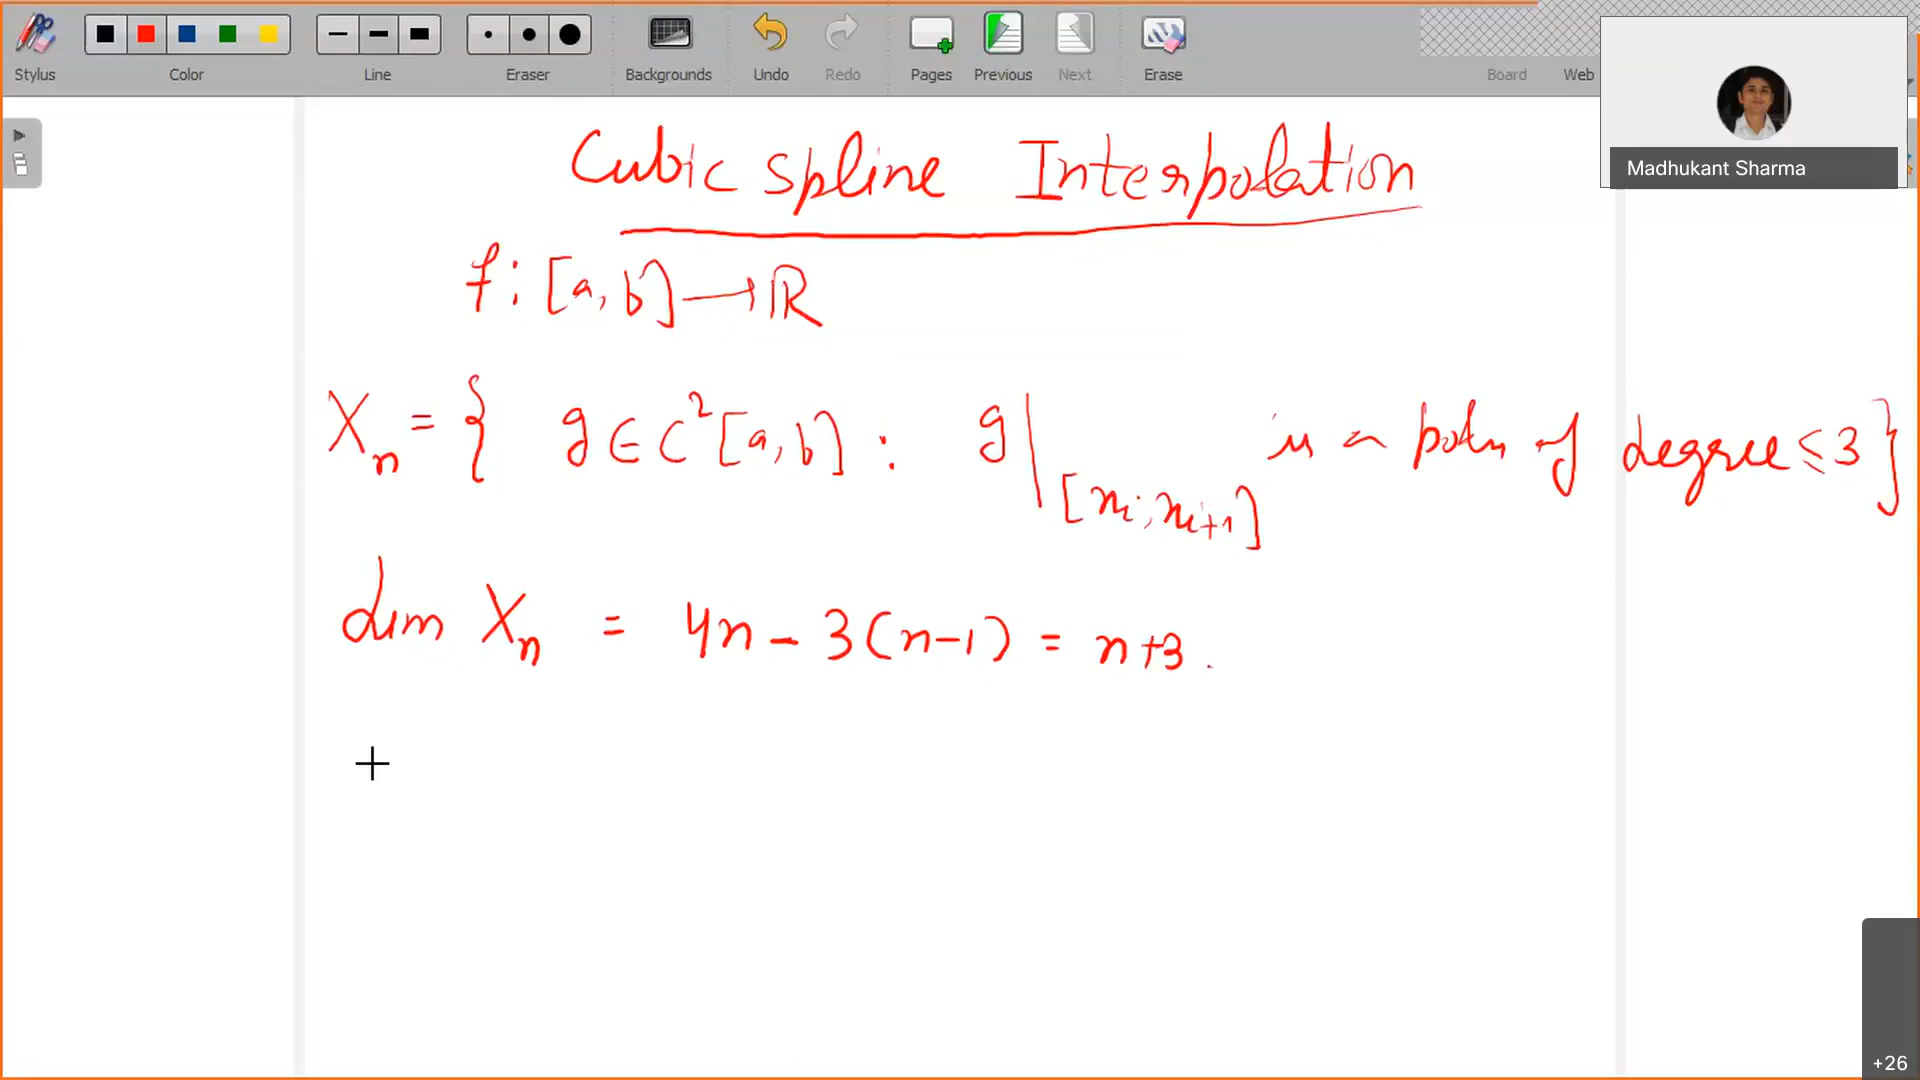 Stylus Color Line Eraser Backgrounds Undo Redo Pages Previous Next Erase Board Web
Madhukant Sharma
Cubic spline Interpolation
f : [a, b] → ℝ
Xₙ = { g ∈ C²[a, b] : g|[xᵢ, xᵢ₊₁] is a poly of degree ≤ 3 }
dim Xₙ = 4n - 3(n-1) = n+3.
+26